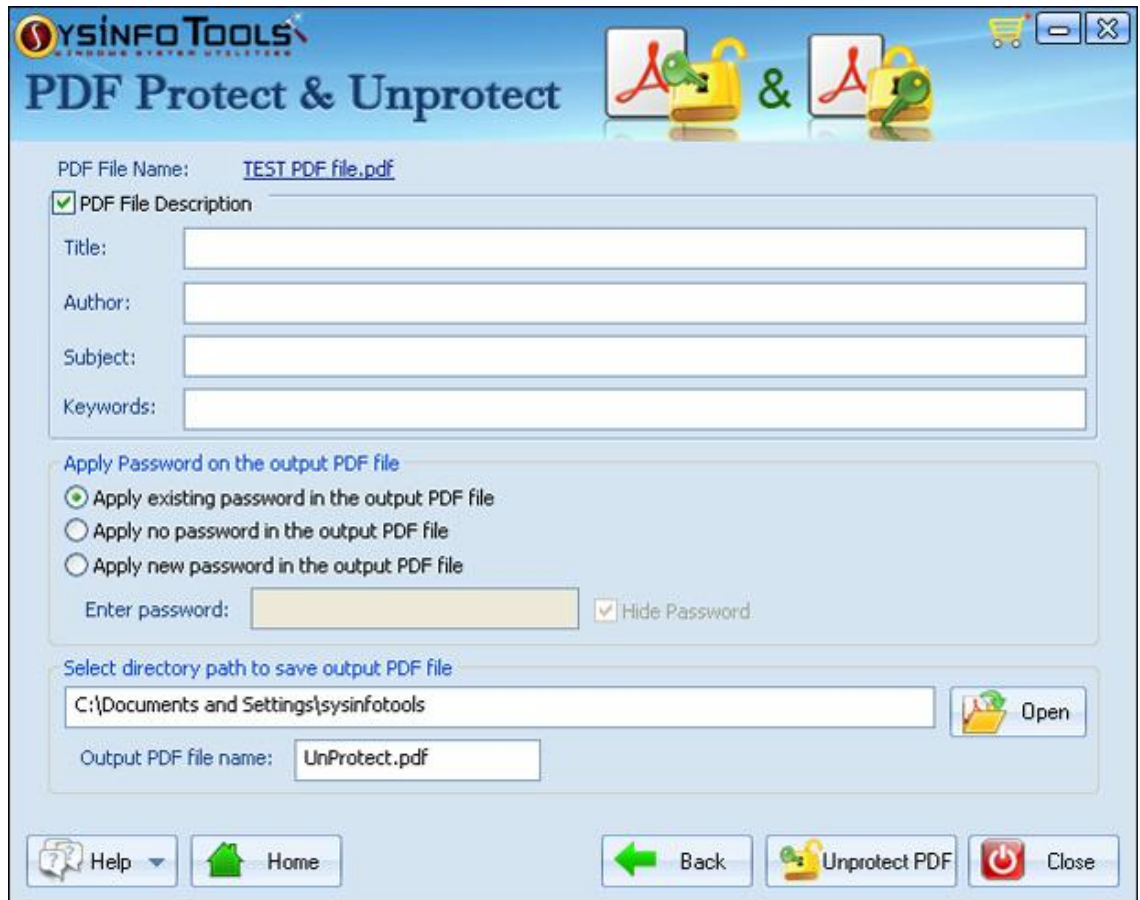 SYSINFOTOOLS
WINDOWS SYSTEM UTILITIES
PDF Protect & Unprotect
&
PDF File Name: TEST PDF file.pdf
PDF File Description
Title:
Author:
Subject:
Keywords:
Apply Password on the output PDF file
Apply existing password in the output PDF file
Apply no password in the output PDF file
Apply new password in the output PDF file
Enter password: Hide Password
Select directory path to save output PDF file
C:\Documents and Settings\sysinfotools Open
Output PDF file name: UnProtect.pdf
Help Home Back Unprotect PDF Close